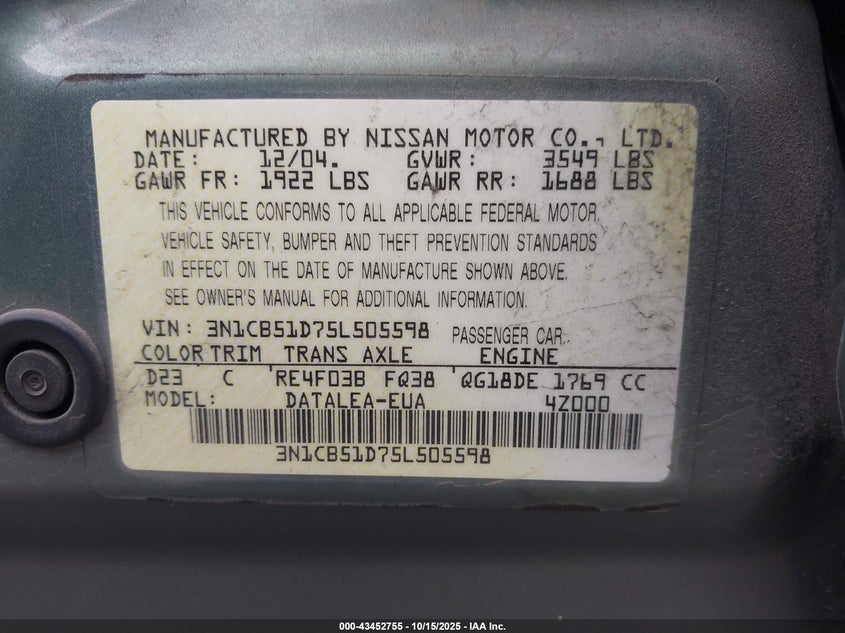 MANUFACTURED BY NISSAN MOTOR CO., LTD.
DATE: 12/04. GVWR: 3549 LBS
GAWR FR: 1922 LBS GAWR RR: 1688 LBS
THIS VEHICLE CONFORMS TO ALL APPLICABLE FEDERAL MOTOR
VEHICLE SAFETY, BUMPER AND THEFT PREVENTION STANDARDS
IN EFFECT ON THE DATE OF MANUFACTURE SHOWN ABOVE.
SEE OWNER'S MANUAL FOR ADDITIONAL INFORMATION.
VIN: 3N1CB51D75L505598 PASSENGER CAR.
COLOR TRIM TRANS AXLE ENGINE
D23 C RE4F03B FQ38 QG18DE 1769 CC
MODEL: DATALEA-EUA 4Z000
3N1CB51D75L505598
000-43452755 - 10/15/2025 - IAA Inc.